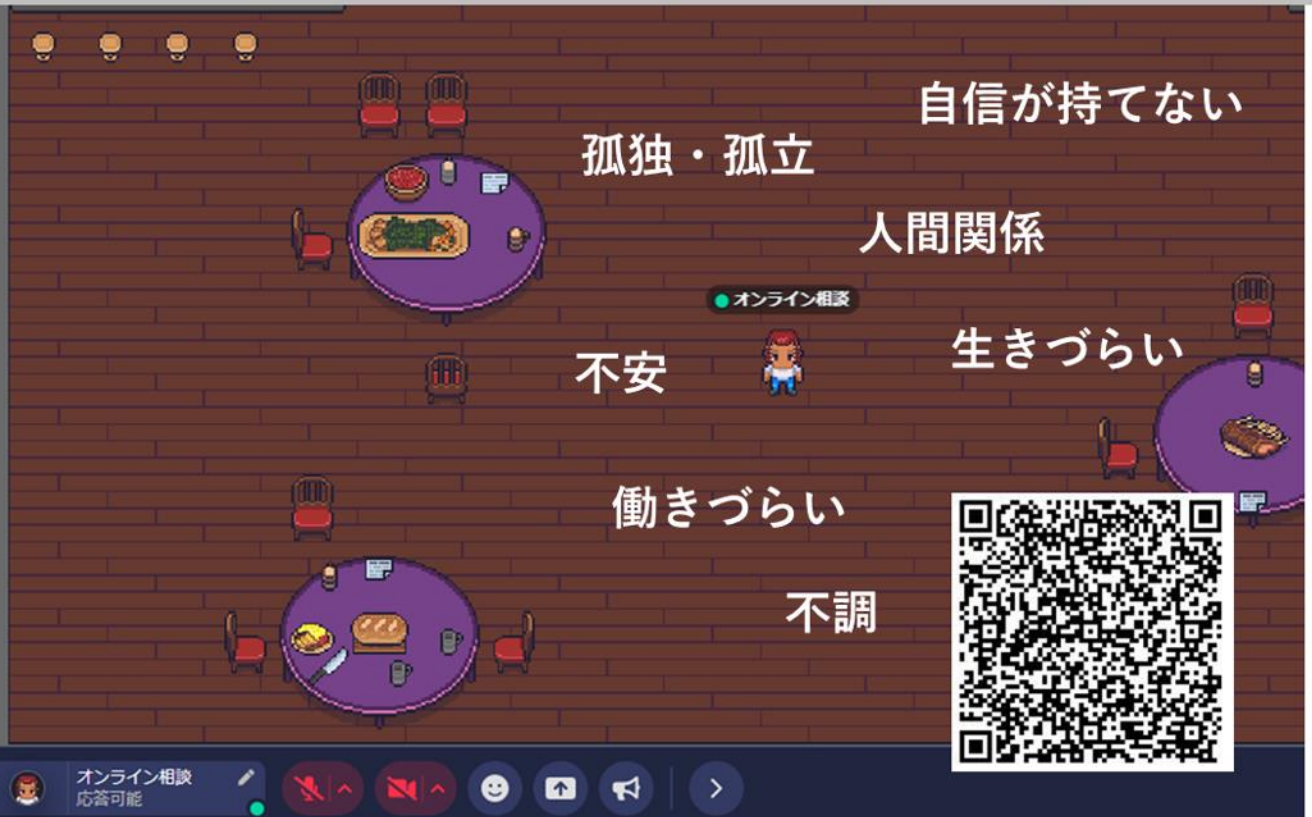 自信が持てない
孤独・孤立
人間関係
オンライン相談
生きづらい
不安
働きづらい
不調
オンライン相談
応答可能